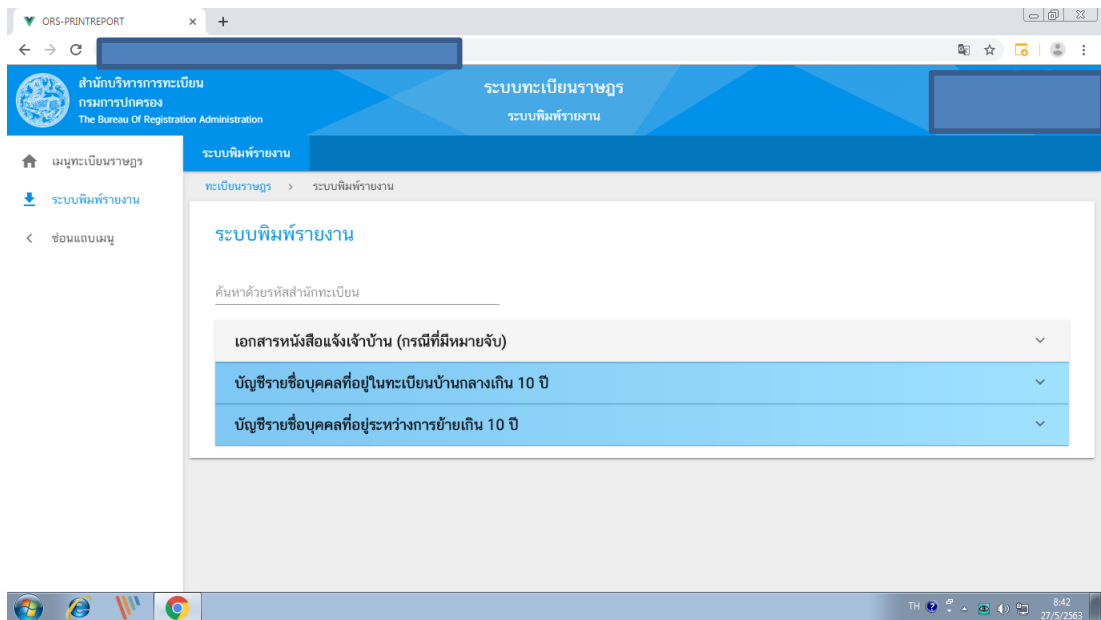 ORS-PRINTREPORT
สำนักบริหารการทะเบียน
กรมการปกครอง
The Bureau Of Registration Administration
ระบบทะเบียนราษฎร
ระบบพิมพ์รายงาน
เมนูทะเบียนราษฎร
ระบบพิมพ์รายงาน
ซ่อนแถบเมนู
ระบบพิมพ์รายงาน
ทะเบียนราษฎร > ระบบพิมพ์รายงาน
ระบบพิมพ์รายงาน
ค้นหาด้วยรหัสสำนักทะเบียน
เอกสารหนังสือแจ้งเจ้าบ้าน (กรณีที่มีหมายจับ)
บัญชีรายชื่อบุคคลที่อยู่ในทะเบียนบ้านกลางเกิน 10 ปี
บัญชีรายชื่อบุคคลที่อยู่ระหว่างการย้ายเกิน 10 ปี
TH
8:42
27/5/2563